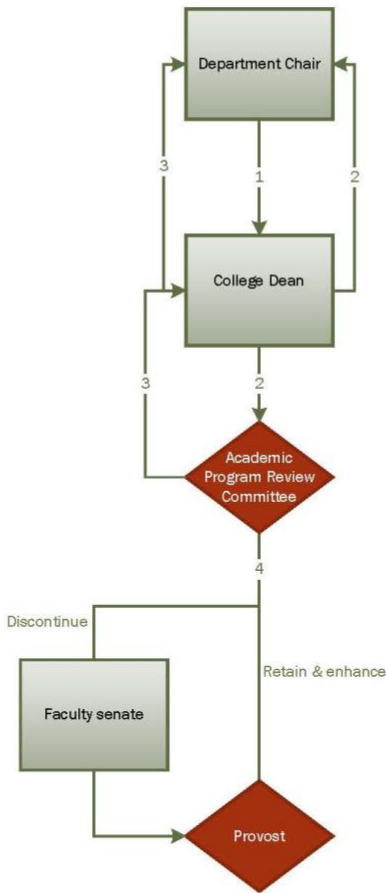 Department Chair
3
1
2
College Dean
3
2
Academic
Program Review
Committee
4
Discontinue
Retain & enhance
Faculty senate
Provost